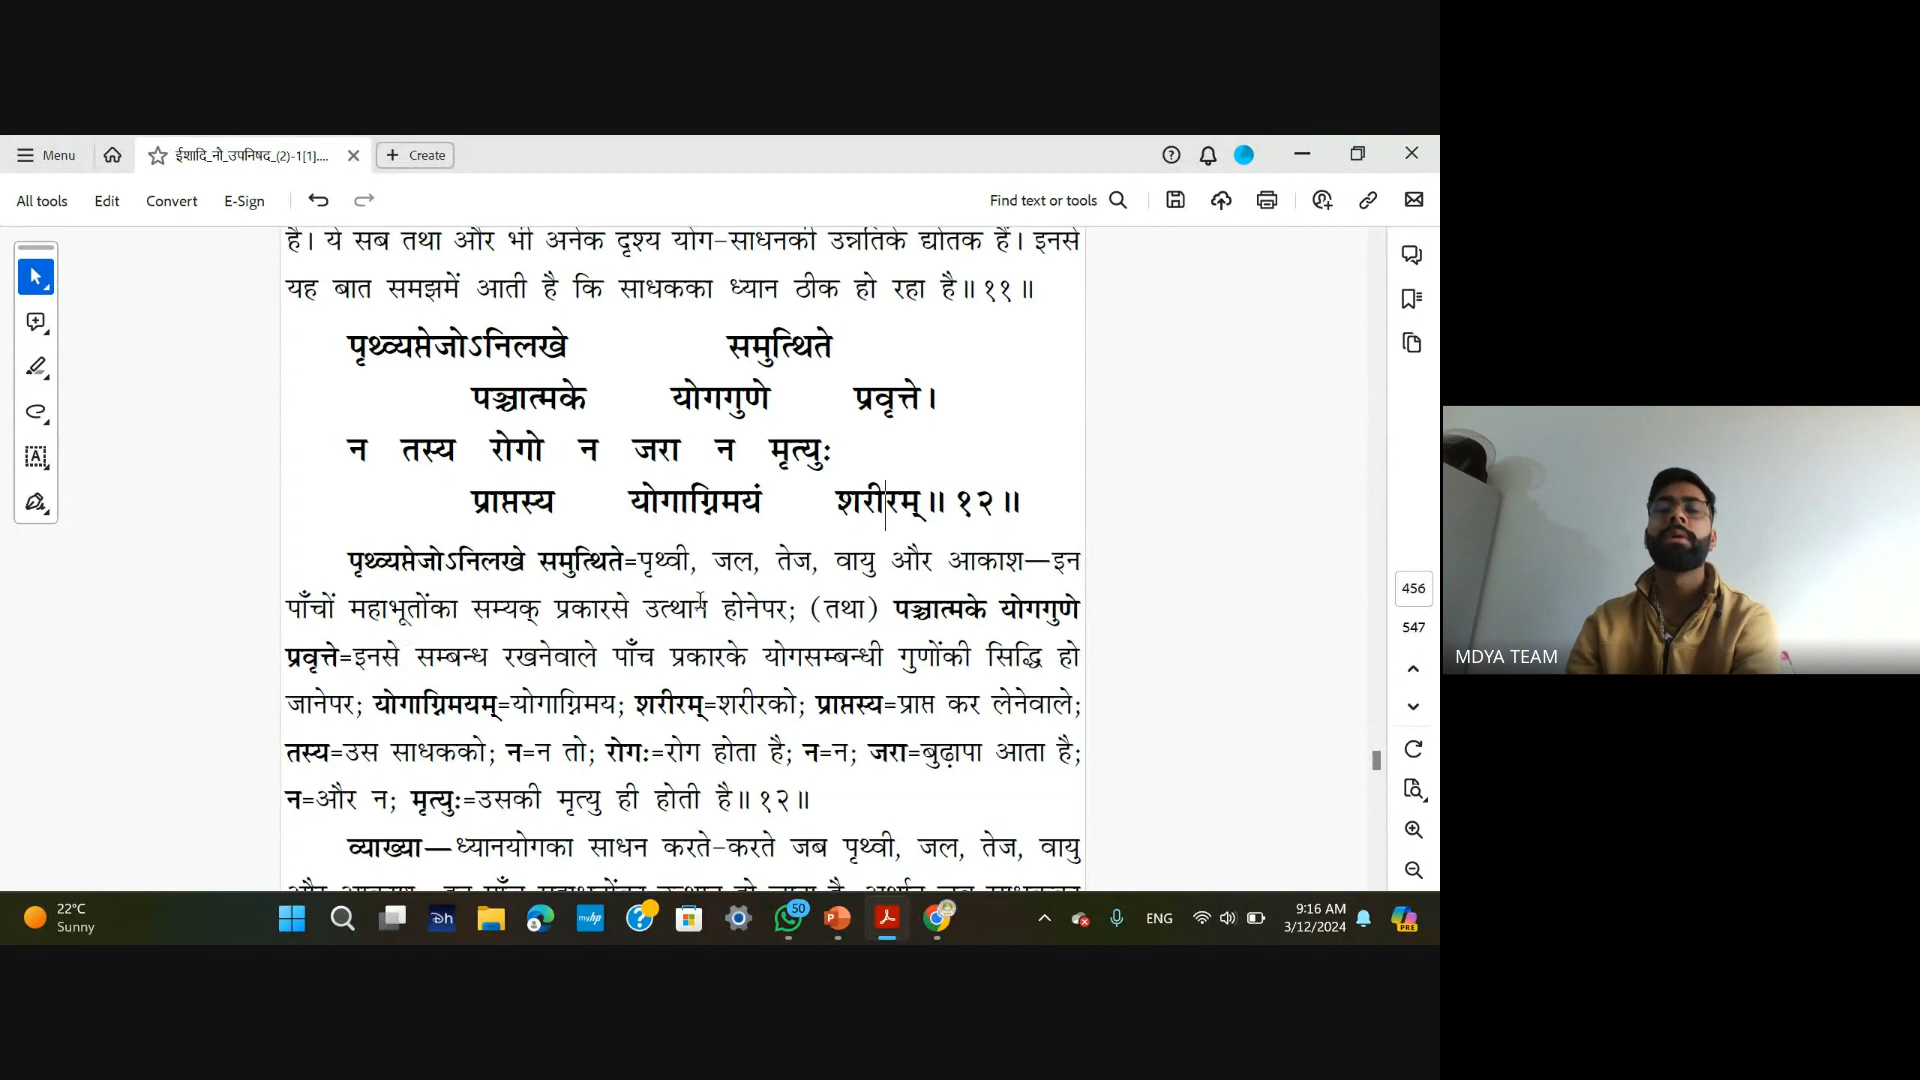 Menu
ईशादि_नो_उपनिषद_(2)-1[1]....
Create
All tools
Edit
Convert
E-Sign
Find text or tools
है। ये सब तथा और भी अनेक दृश्य योग-साधनकी उन्नतिके द्योतक हैं। इनसे
यह बात समझमें आती है कि साधकका ध्यान ठीक हो रहा है॥ ११॥
पृथ्व्यप्तेजोऽनिलखे समुत्थिते
पञ्चात्मके योगगुणे प्रवृत्ते।
न तस्य रोगो न जरा न मृत्युः
प्राप्तस्य योगाग्निमयं शरीरम्॥ १२॥
पृथ्व्यप्तेजोऽनिलखे समुत्थिते=पृथ्वी, जल, तेज, वायु और आकाश—इन
पाँचों महाभूतोंका सम्यक् प्रकारसे उत्थान होनेपर; (तथा) पञ्चात्मके योगगुणे
प्रवृत्ते=इनसे सम्बन्ध रखनेवाले पाँच प्रकारके योगसम्बन्धी गुणोंकी सिद्धि हो
जानेपर; योगाग्निमयम्=योगाग्निमय; शरीरम्=शरीरको; प्राप्तस्य=प्राप्त कर लेनेवाले;
तस्य=उस साधकको; न=न तो; रोगः=रोग होता है; न=न; जरा=बुढ़ापा आता है;
न=और न; मृत्युः=उसकी मृत्यु ही होती है॥ १२॥
व्याख्या—ध्यानयोगका साधन करते-करते जब पृथ्वी, जल, तेज, वायु
456
547
MDYA TEAM
22°C
Sunny
50
ENG
9:16 AM
3/12/2024